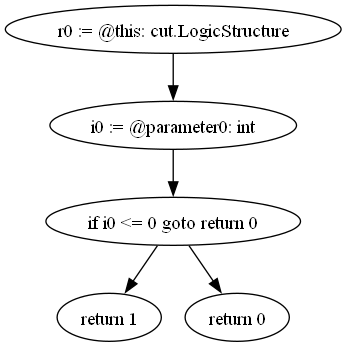 r0 := @this: cut.LogicStructure
i0 := @parameter0: int
if i0 <= 0 goto return 0
return 1
return 0